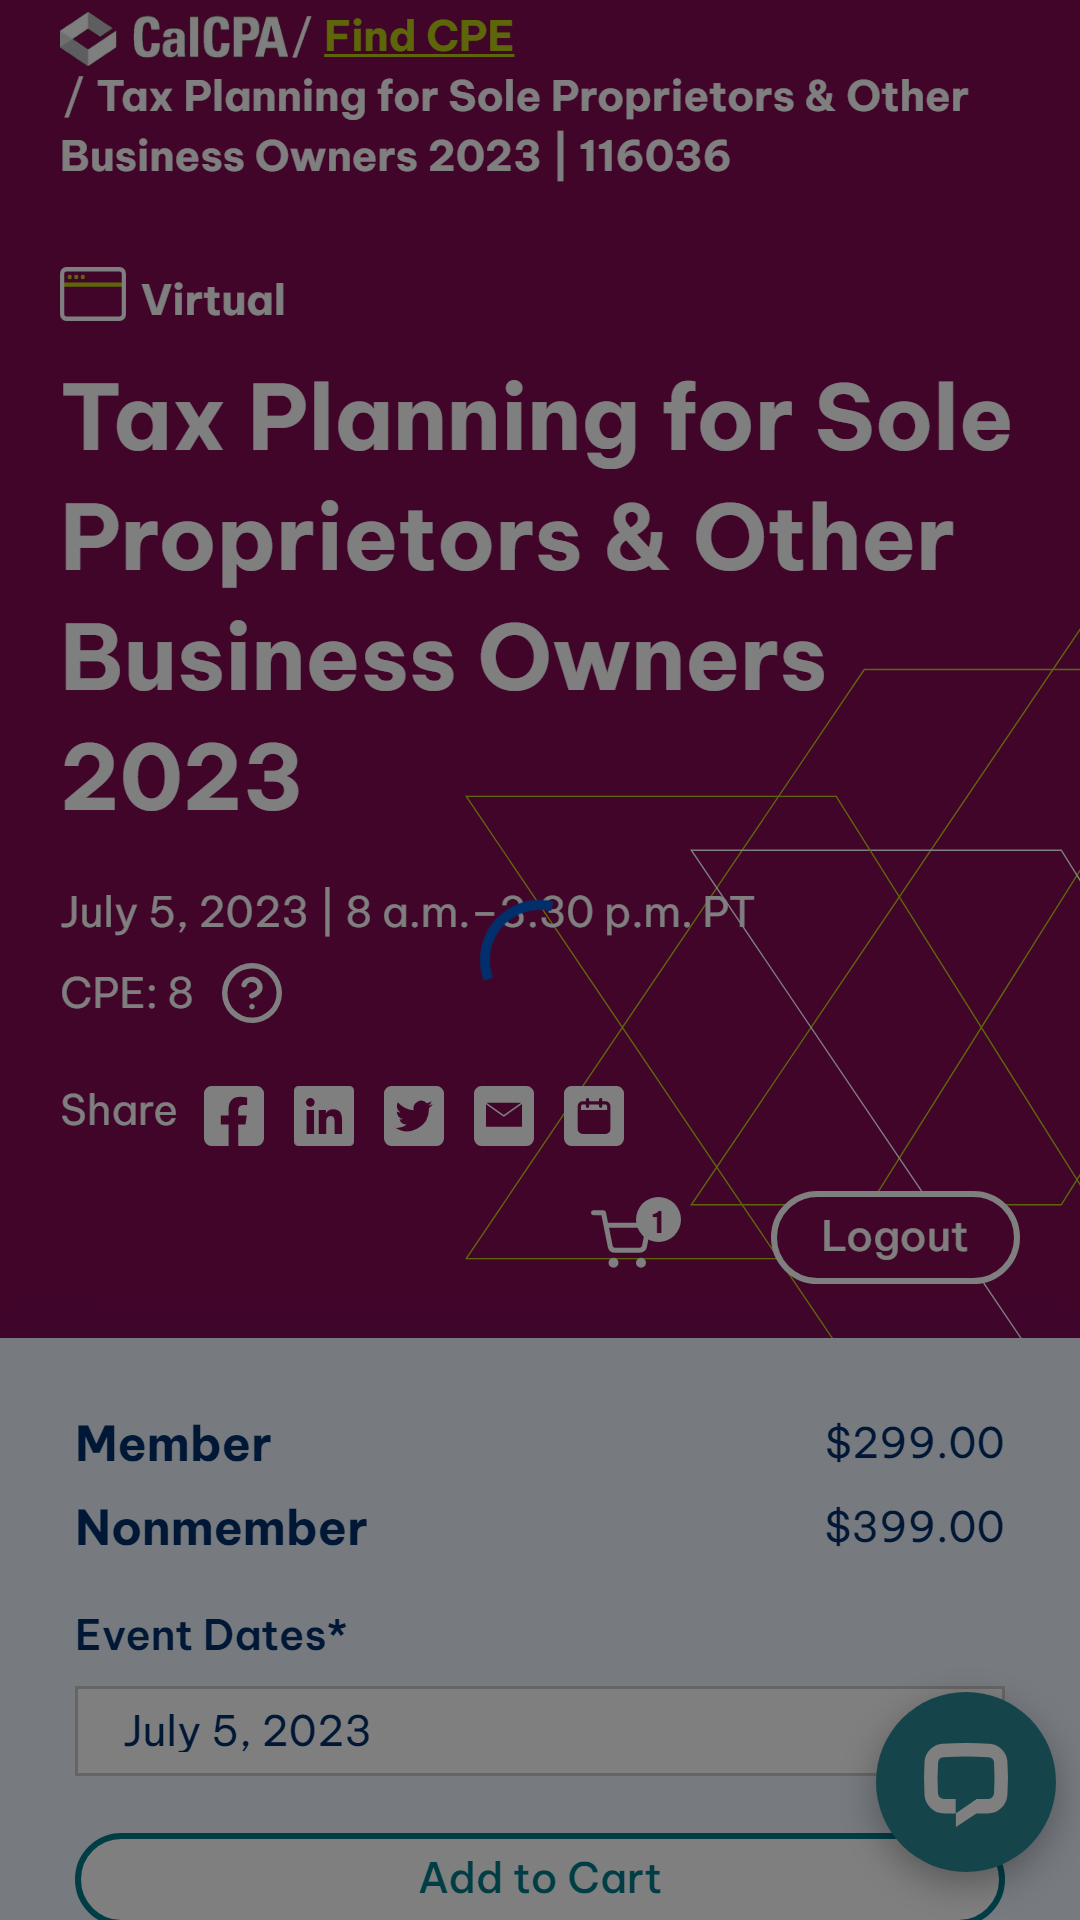 CalCPA / Find CPE
/ Tax Planning for Sole Proprietors & Other
Business Owners 2023 | 116036
Virtual
Tax Planning for Sole
Proprietors & Other
Business Owners
2023
July 5, 2023 | 8 a.m.–3:30 p.m. PT
CPE: 8 ?
Share
1
Logout
Member $299.00
Nonmember $399.00
Event Dates*
July 5, 2023
Add to Cart